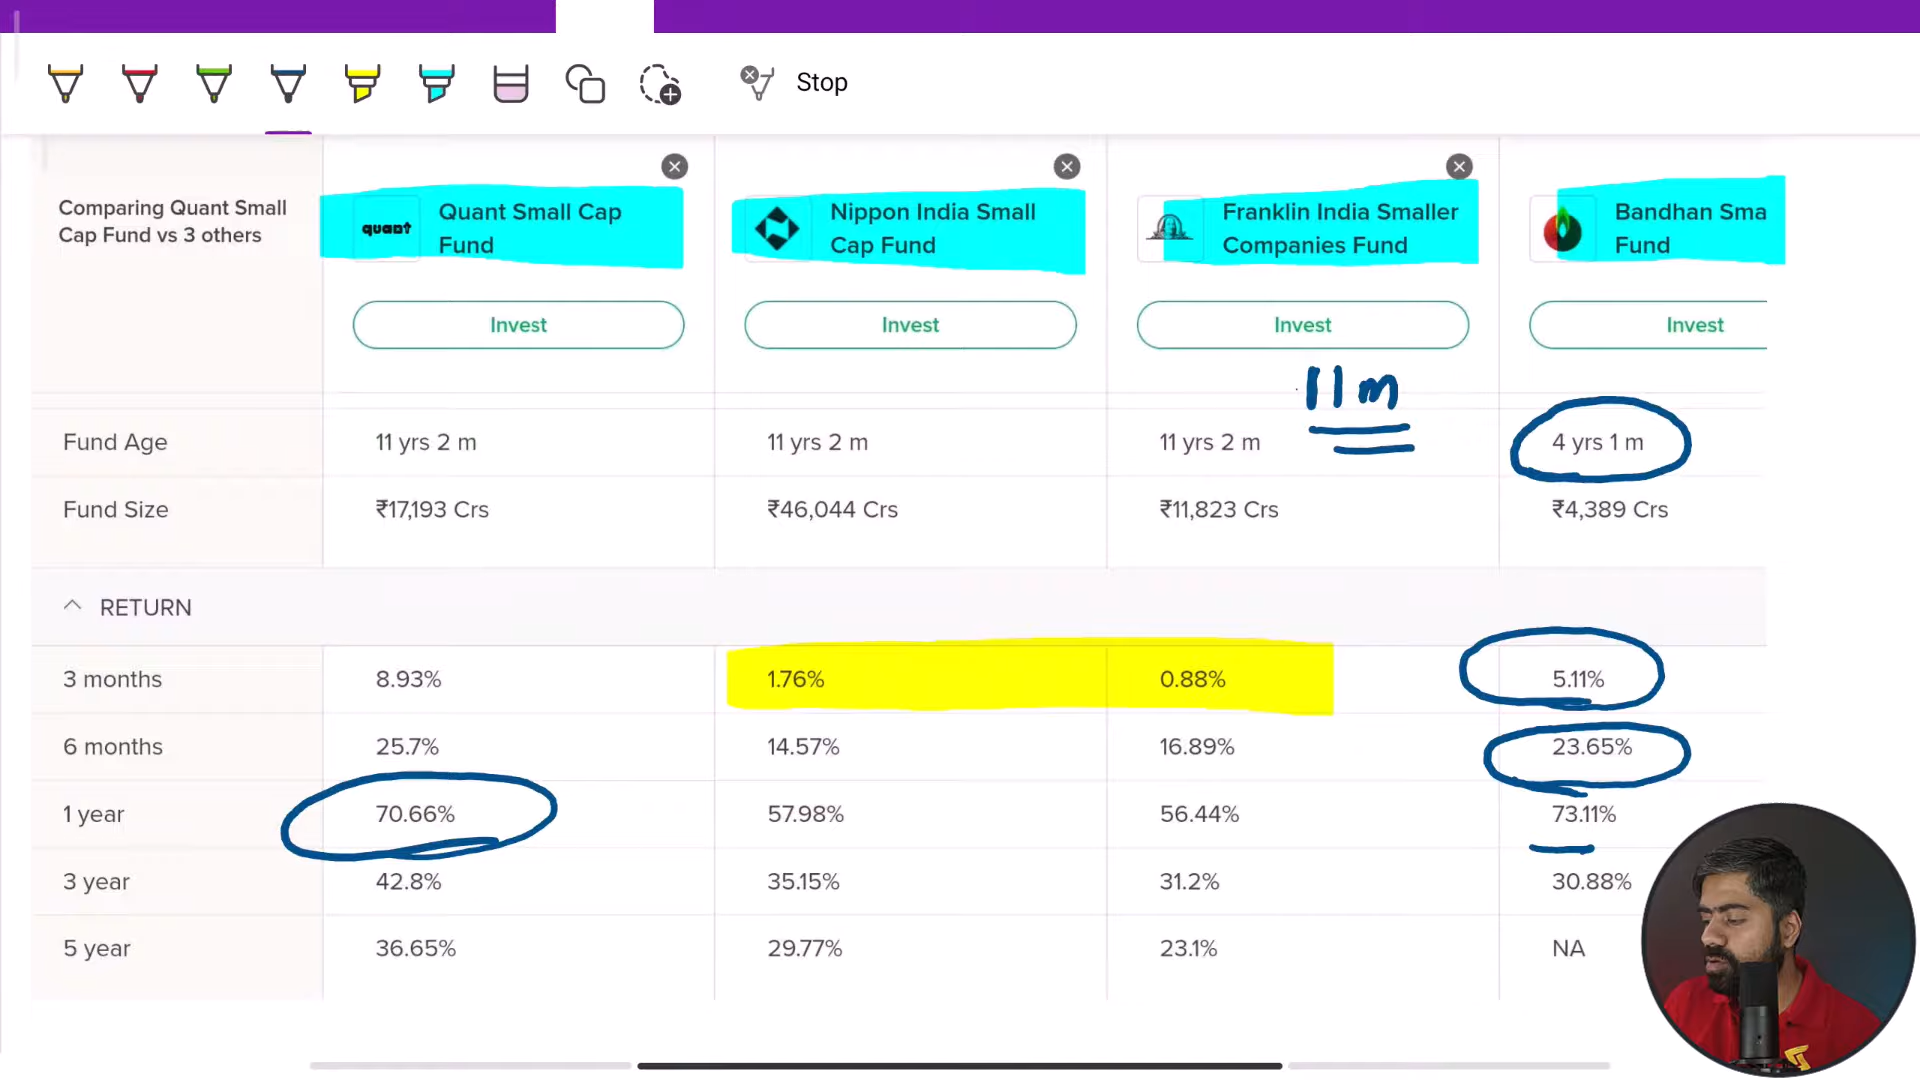 Stop
Comparing Quant Small
Cap Fund vs 3 others
quant
Quant Small Cap
Fund
Nippon India Small
Cap Fund
Franklin India Smaller
Companies Fund
Bandhan Sma
Fund
Invest
Invest
Invest
Invest
11 m
Fund Age
11 yrs 2 m
11 yrs 2 m
11 yrs 2 m
4 yrs 1 m
Fund Size
₹17,193 Crs
₹46,044 Crs
₹11,823 Crs
₹4,389 Crs
RETURN
3 months
8.93%
1.76%
0.88%
5.11%
6 months
25.7%
14.57%
16.89%
23.65%
1 year
70.66%
57.98%
56.44%
73.11%
3 year
42.8%
35.15%
31.2%
30.88%
5 year
36.65%
29.77%
23.1%
NA